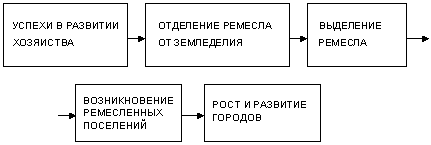 УСПЕХИ В РАЗВИТИИ
ХОЗЯЙСТВА
ОТДЕЛЕНИЕ РЕМЕСЛА
ОТ ЗЕМЛЕДЕЛИЯ
ВЫДЕЛЕНИЕ
РЕМЕСЛА
ВОЗНИКНОВЕНИЕ
РЕМЕСЛЕННЫХ
ПОСЕЛЕНИЙ
РОСТ И РАЗВИТИЕ
ГОРОДОВ